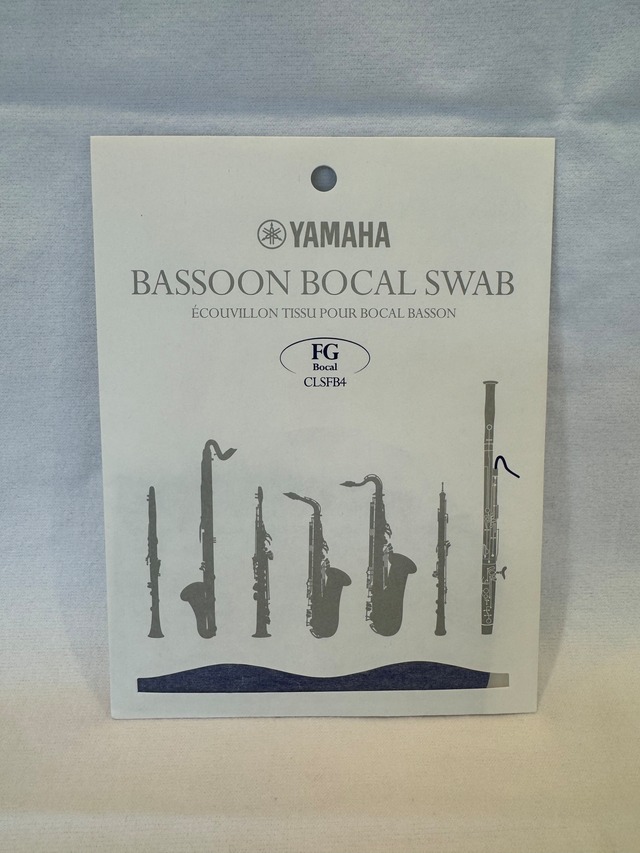 YAMAHA
BASSOON BOCAL SWAB
ÉCOUVILLON TISSU POUR BOCAL BASSON
FG
Bocal
CLSFB4